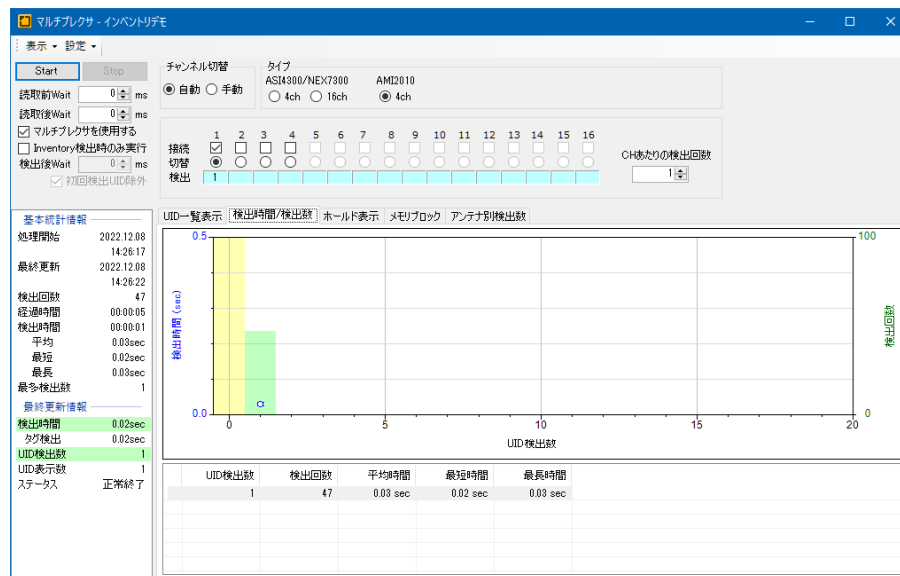 マルチプレクサ - インベントリデモ
表示 設定
Start Stop
読取前Wait 0 ms
読取後Wait 0 ms
マルチプレクサを使用する
Inventory検出時のみ実行
検出後Wait 0 ms
初回検出UID除外
チャンネル切替
自動 手動
タイプ
ASI4300/NEX7300 AMI2010
4ch 16ch 4ch
1 2 3 4 5 6 7 8 9 10 11 12 13 14 15 16
接続
切替
検出 1
CHあたりの検出回数
1
基本統計情報
処理開始 2022.12.08
14:26:17
最終更新 2022.12.08
14:26:22
検出回数 47
経過時間 00:00:05
検出時間 00:00:01
平均 0.03sec
最短 0.02sec
最長 0.03sec
最多検出数 1
最終更新情報
検出時間 0.02sec
タグ検出 0.02sec
UID検出数 1
UID表示数 1
ステータス 正常終了
UID一覧表示 検出時間/検出数 ホールド表示 メモリブロック アンテナ別検出数
0.5 100
検出時間 (sec)
検出回数
0.0 0
0 5 10 15 20
UID検出数
UID検出数 検出回数 平均時間 最短時間 最長時間
1 47 0.03 sec 0.02 sec 0.03 sec